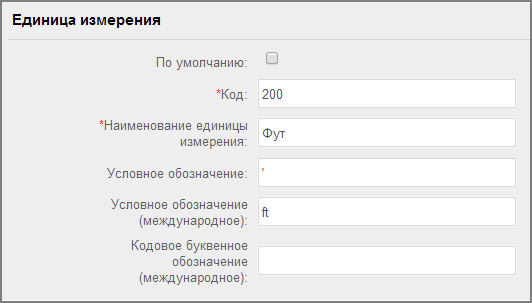 Единица измерения
По умолчанию:
*Код: 200
*Наименование единицы
измерения: Фут
Условное обозначение: '
Условное обозначение
(международное): ft
Кодовое буквенное
обозначение
(международное):